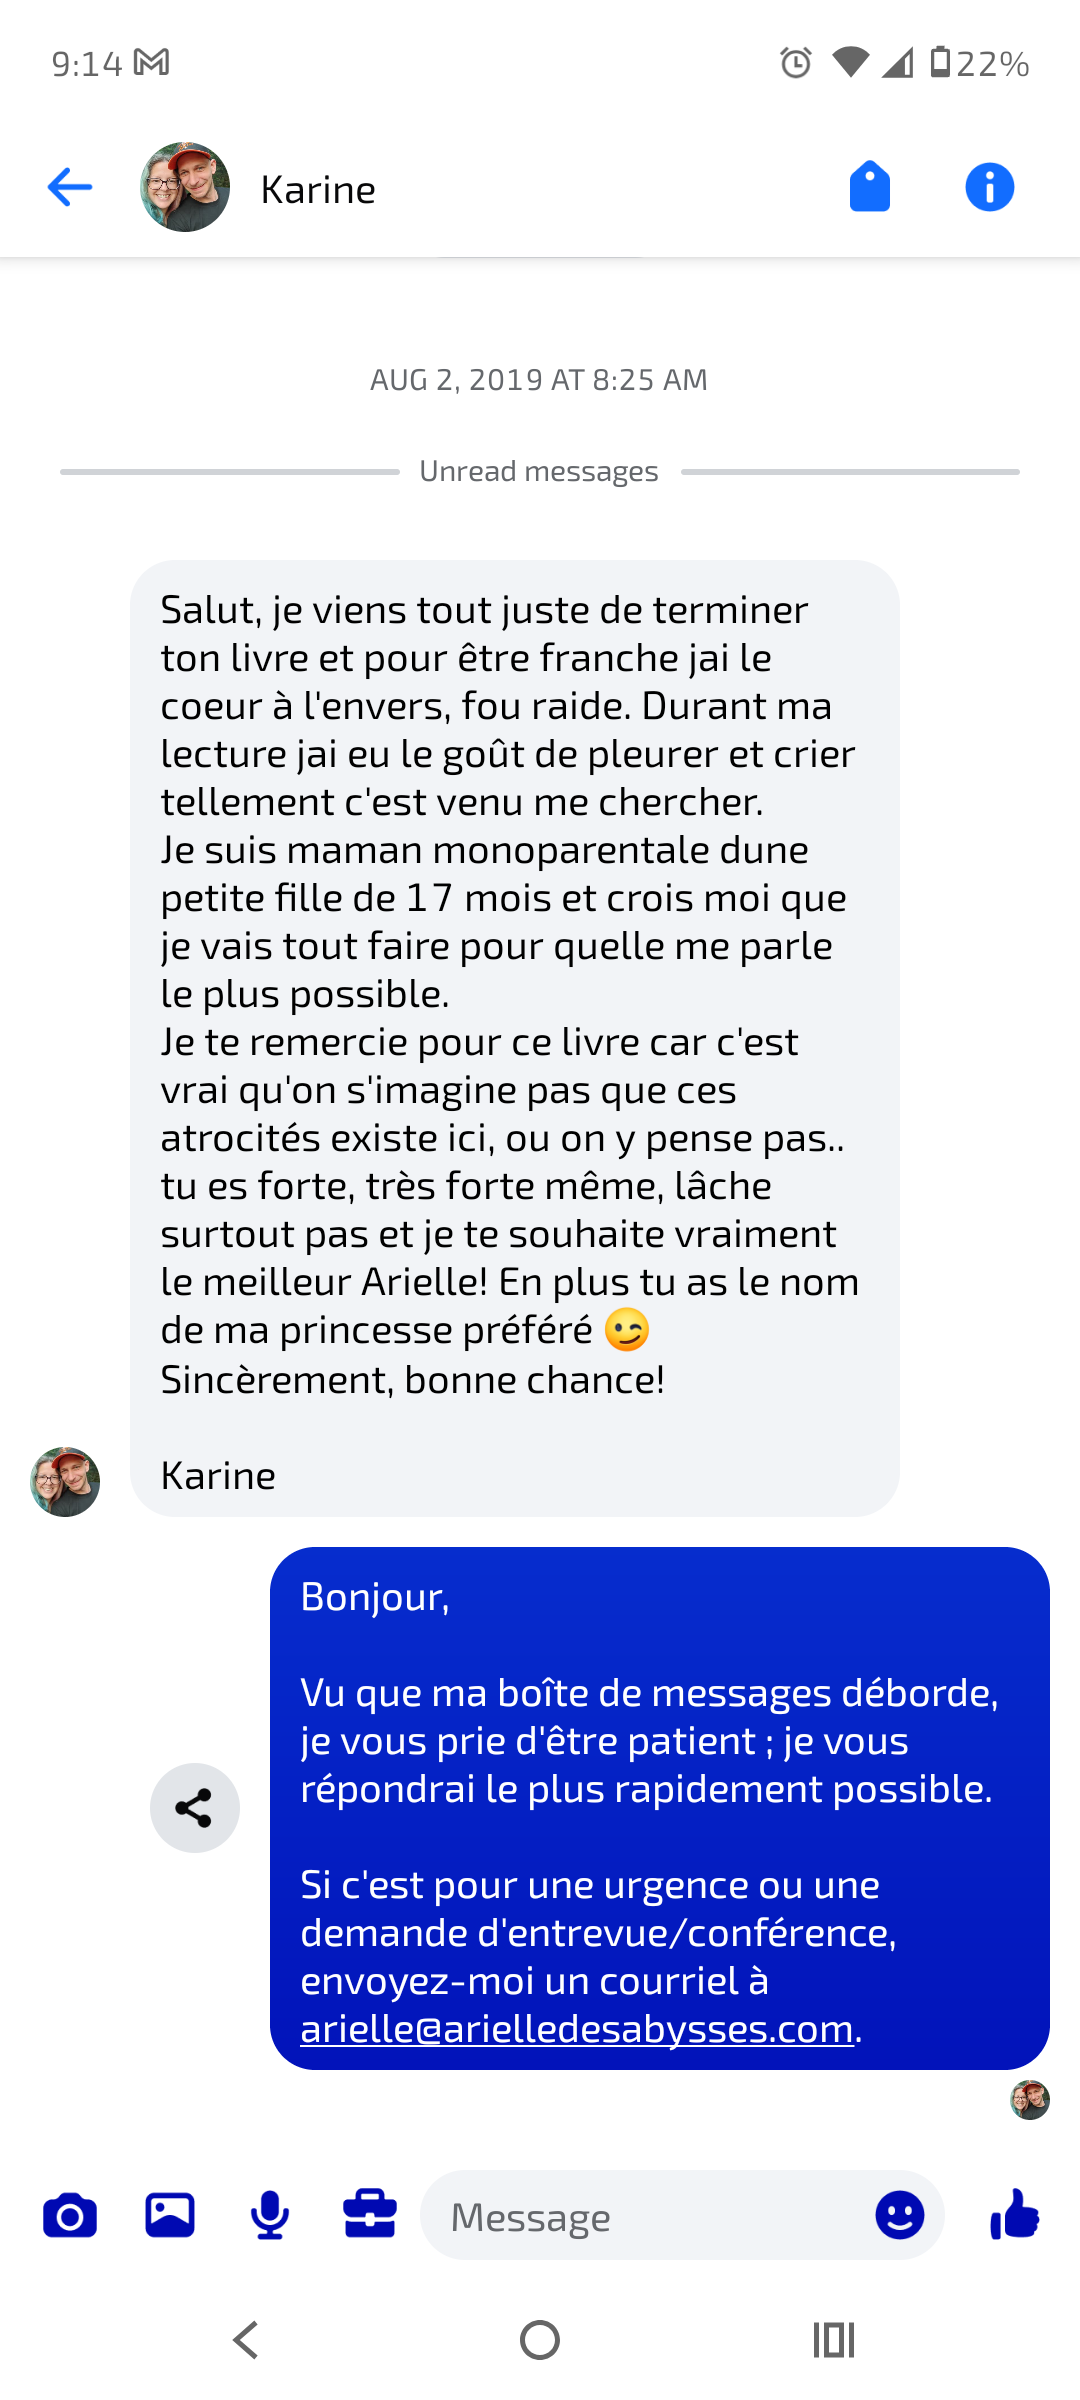 9:14
22%
Karine
AUG 2, 2019 AT 8:25 AM
Unread messages
Salut, je viens tout juste de terminer
ton livre et pour être franche jai le
coeur à l'envers, fou raide. Durant ma
lecture jai eu le goût de pleurer et crier
tellement c'est venu me chercher.
Je suis maman monoparentale dune
petite fille de 17 mois et crois moi que
je vais tout faire pour quelle me parle
le plus possible.
Je te remercie pour ce livre car c'est
vrai qu'on s'imagine pas que ces
atrocités existe ici, ou on y pense pas..
tu es forte, très forte même, lâche
surtout pas et je te souhaite vraiment
le meilleur Arielle! En plus tu as le nom
de ma princesse préféré 😉
Sincèrement, bonne chance!
Karine
Bonjour,
Vu que ma boîte de messages déborde,
je vous prie d'être patient ; je vous
répondrai le plus rapidement possible.
Si c'est pour une urgence ou une
demande d'entrevue/conférence,
envoyez-moi un courriel à
arielle@arielledesabysses.com.
Message